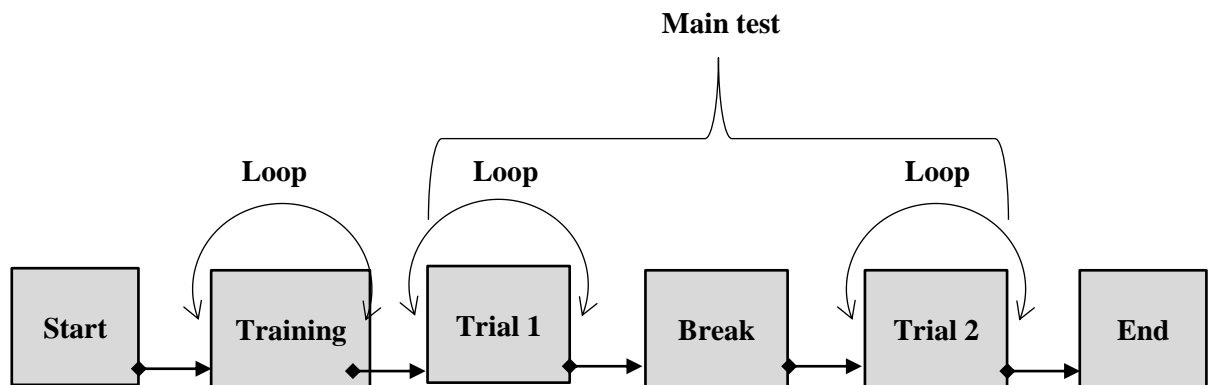 Main test
Loop
Loop
Loop
Start
Training
Trial 1
Break
Trial 2
End